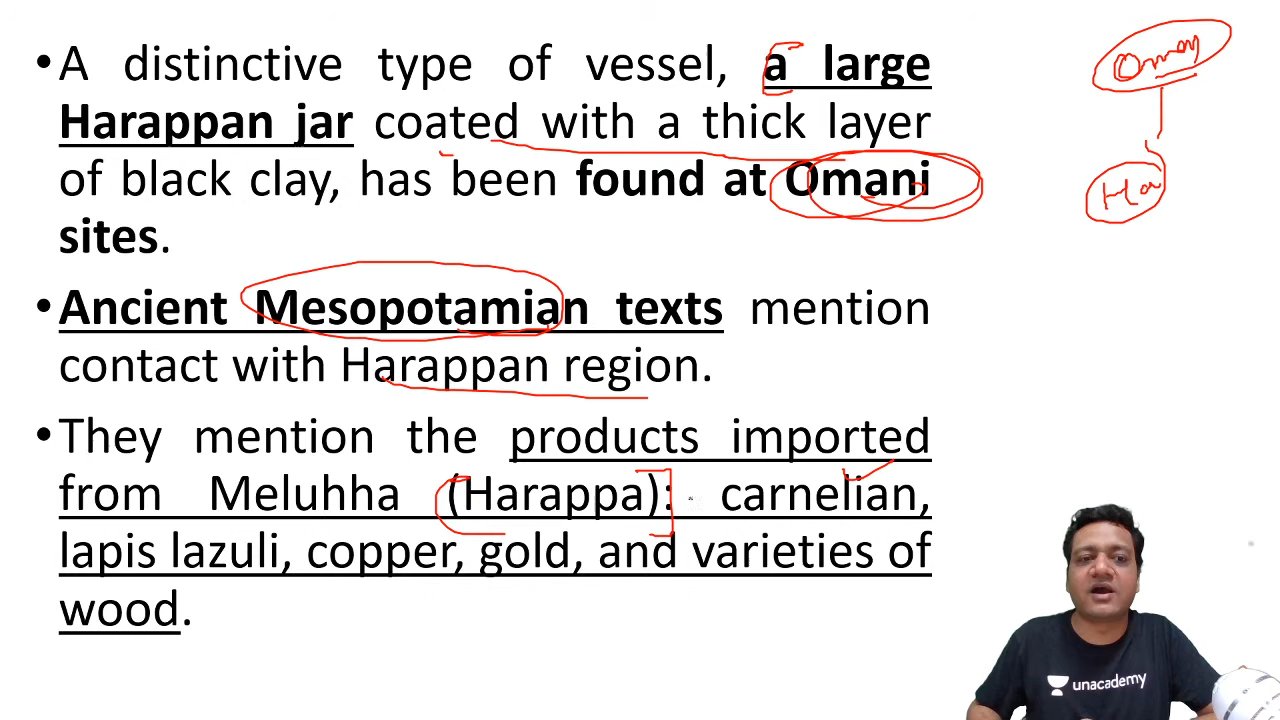 • A distinctive type of vessel, a large
Harappan jar coated with a thick layer
of black clay, has been found at Omani
sites.
• Ancient Mesopotamian texts mention
contact with Harappan region.
• They mention the products imported
from Meluhha (Harappa): carnelian,
lapis lazuli, copper, gold, and varieties of
wood.
Oman
Ha
unacademy